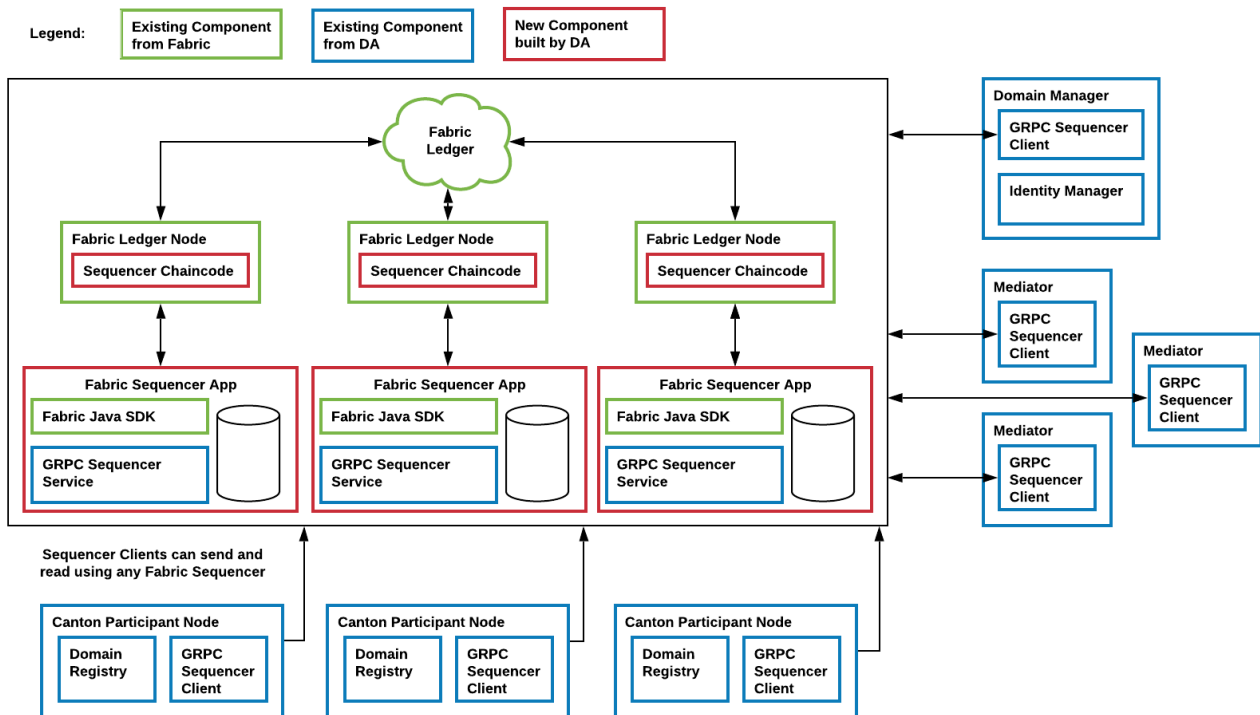 Legend:
Existing Component
from Fabric
Existing Component
from DA
New Component
built by DA
Fabric
Ledger
Domain Manager
GRPC Sequencer
Client
Identity Manager
Fabric Ledger Node
Sequencer Chaincode
Fabric Ledger Node
Sequencer Chaincode
Fabric Ledger Node
Sequencer Chaincode
Mediator
GRPC
Sequencer
Client
Mediator
GRPC
Sequencer
Client
Mediator
GRPC
Sequencer
Client
Fabric Sequencer App
Fabric Java SDK
GRPC Sequencer
Service
Fabric Sequencer App
Fabric Java SDK
GRPC Sequencer
Service
Fabric Sequencer App
Fabric Java SDK
GRPC Sequencer
Service
Sequencer Clients can send and
read using any Fabric Sequencer
Canton Participant Node
Domain
Registry
GRPC
Sequencer
Client
Canton Participant Node
Domain
Registry
GRPC
Sequencer
Client
Canton Participant Node
Domain
Registry
GRPC
Sequencer
Client